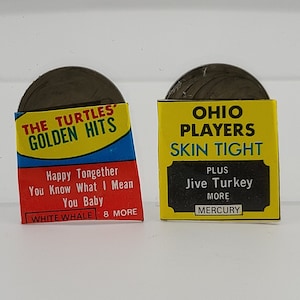 THE TURTLES'
GOLDEN HITS
Happy Tongether
You Know What I Mean
You Baby
WHITE WHALE 8 MORE
OHIO
PLAYERS
SKIN TIGHT
PLUS
Jive Turkey
MORE
MERCURY